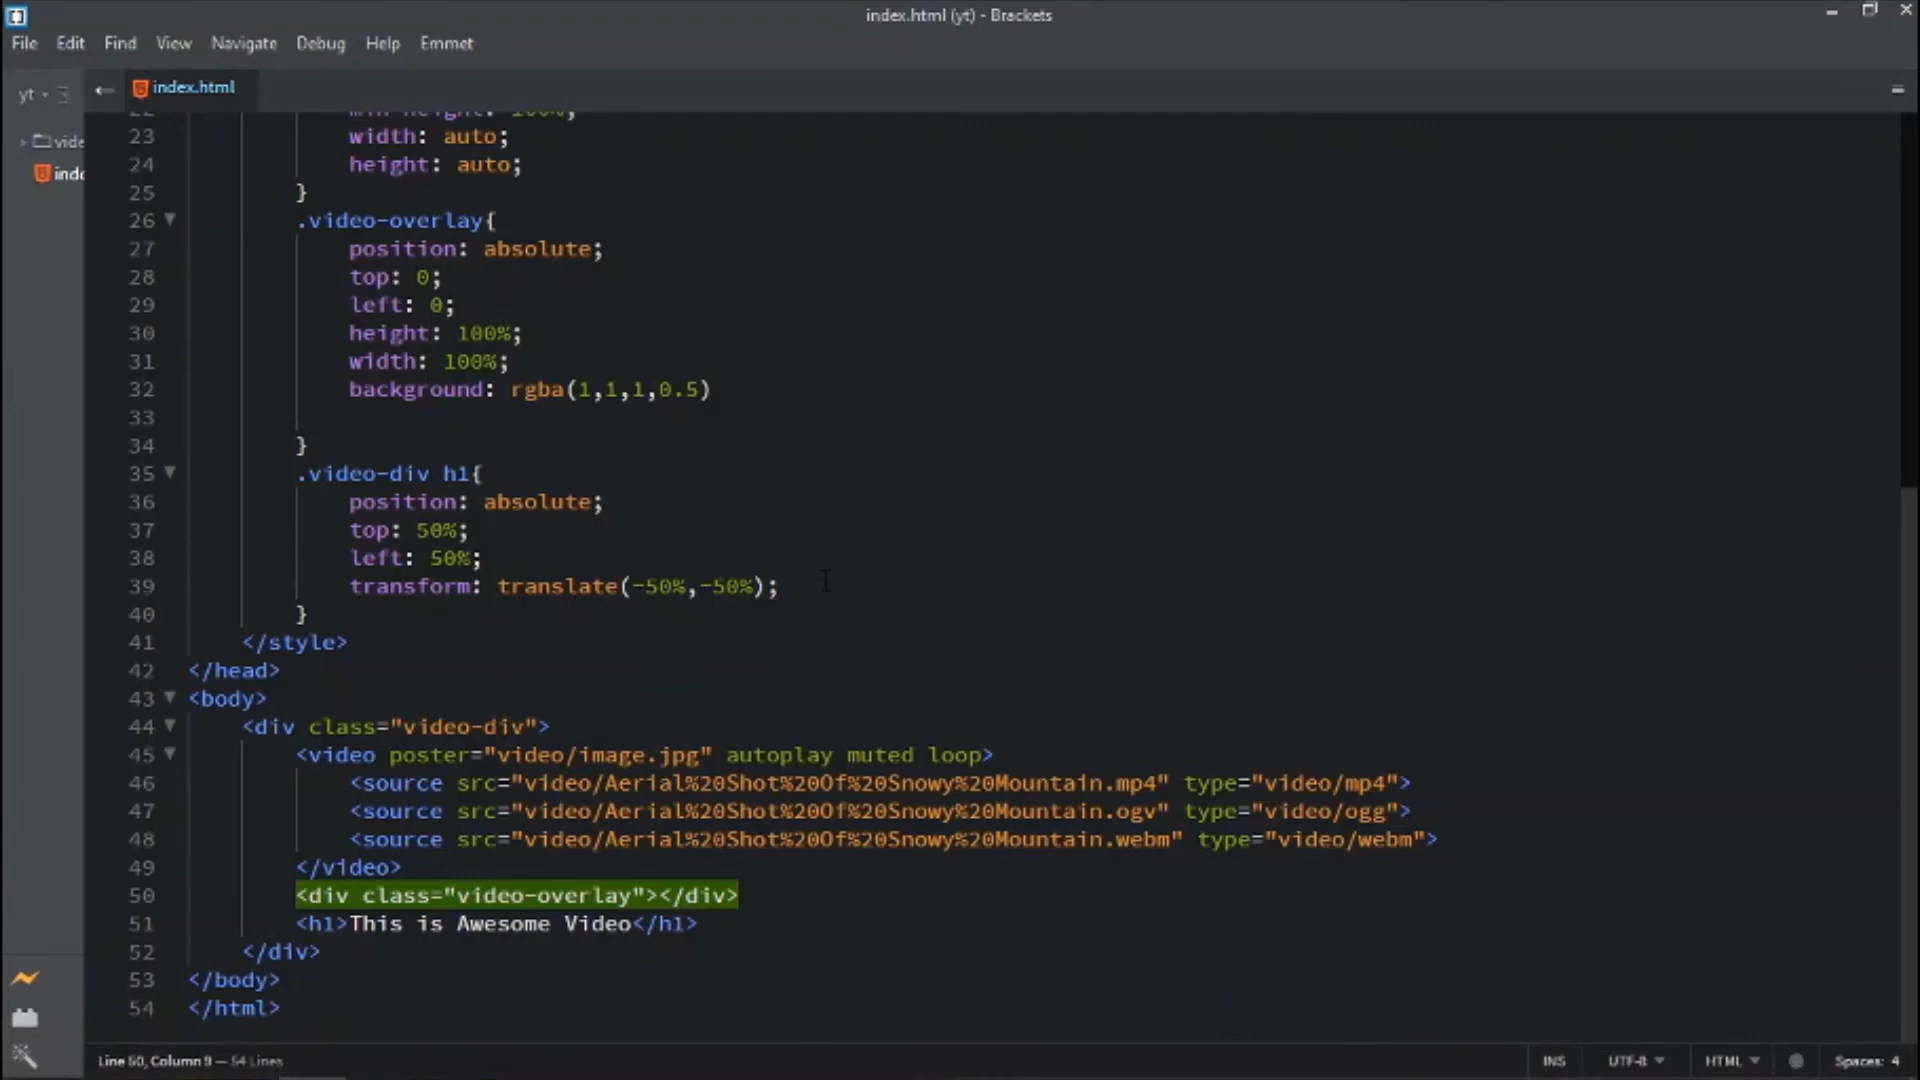 index.html (yt) - Brackets
File Edit Find View Navigate Debug Help Emmet
yt
index.html
vide
inde
22 min-height: 100%;
23 width: auto;
24 height: auto;
25 }
26 .video-overlay{
27 position: absolute;
28 top: 0;
29 left: 0;
30 height: 100%;
31 width: 100%;
32 background: rgba(1,1,1,0.5)
33
34 }
35 .video-div h1{
36 position: absolute;
37 top: 50%;
38 left: 50%;
39 transform: translate(-50%,-50%);
40 }
41 </style>
42 </head>
43 <body>
44 <div class="video-div">
45 <video poster="video/image.jpg" autoplay muted loop>
46 <source src="video/Aerial%20Shot%20Of%20Snowy%20Mountain.mp4" type="video/mp4">
47 <source src="video/Aerial%20Shot%20Of%20Snowy%20Mountain.ogv" type="video/ogg">
48 <source src="video/Aerial%20Shot%20Of%20Snowy%20Mountain.webm" type="video/webm">
49 </video>
50 <div class="video-overlay"></div>
51 <h1>This is Awesome Video</h1>
52 </div>
53 </body>
54 </html>
Line 50, Column 9 — 54 Lines
INS UTF-8 HTML Spaces: 4